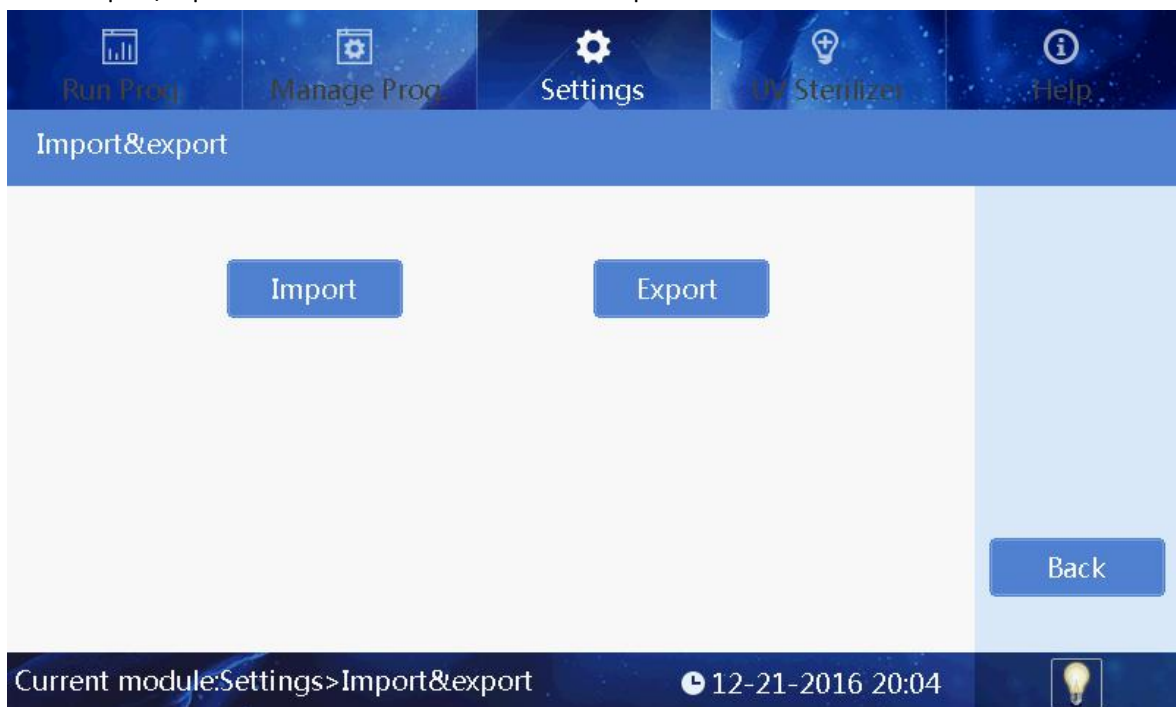 Run Prog.
Manage Prog.
Settings
UV Sterilizer
Help
Import&export
Import
Export
Back
Current module:Settings>Import&export
12-21-2016 20:04